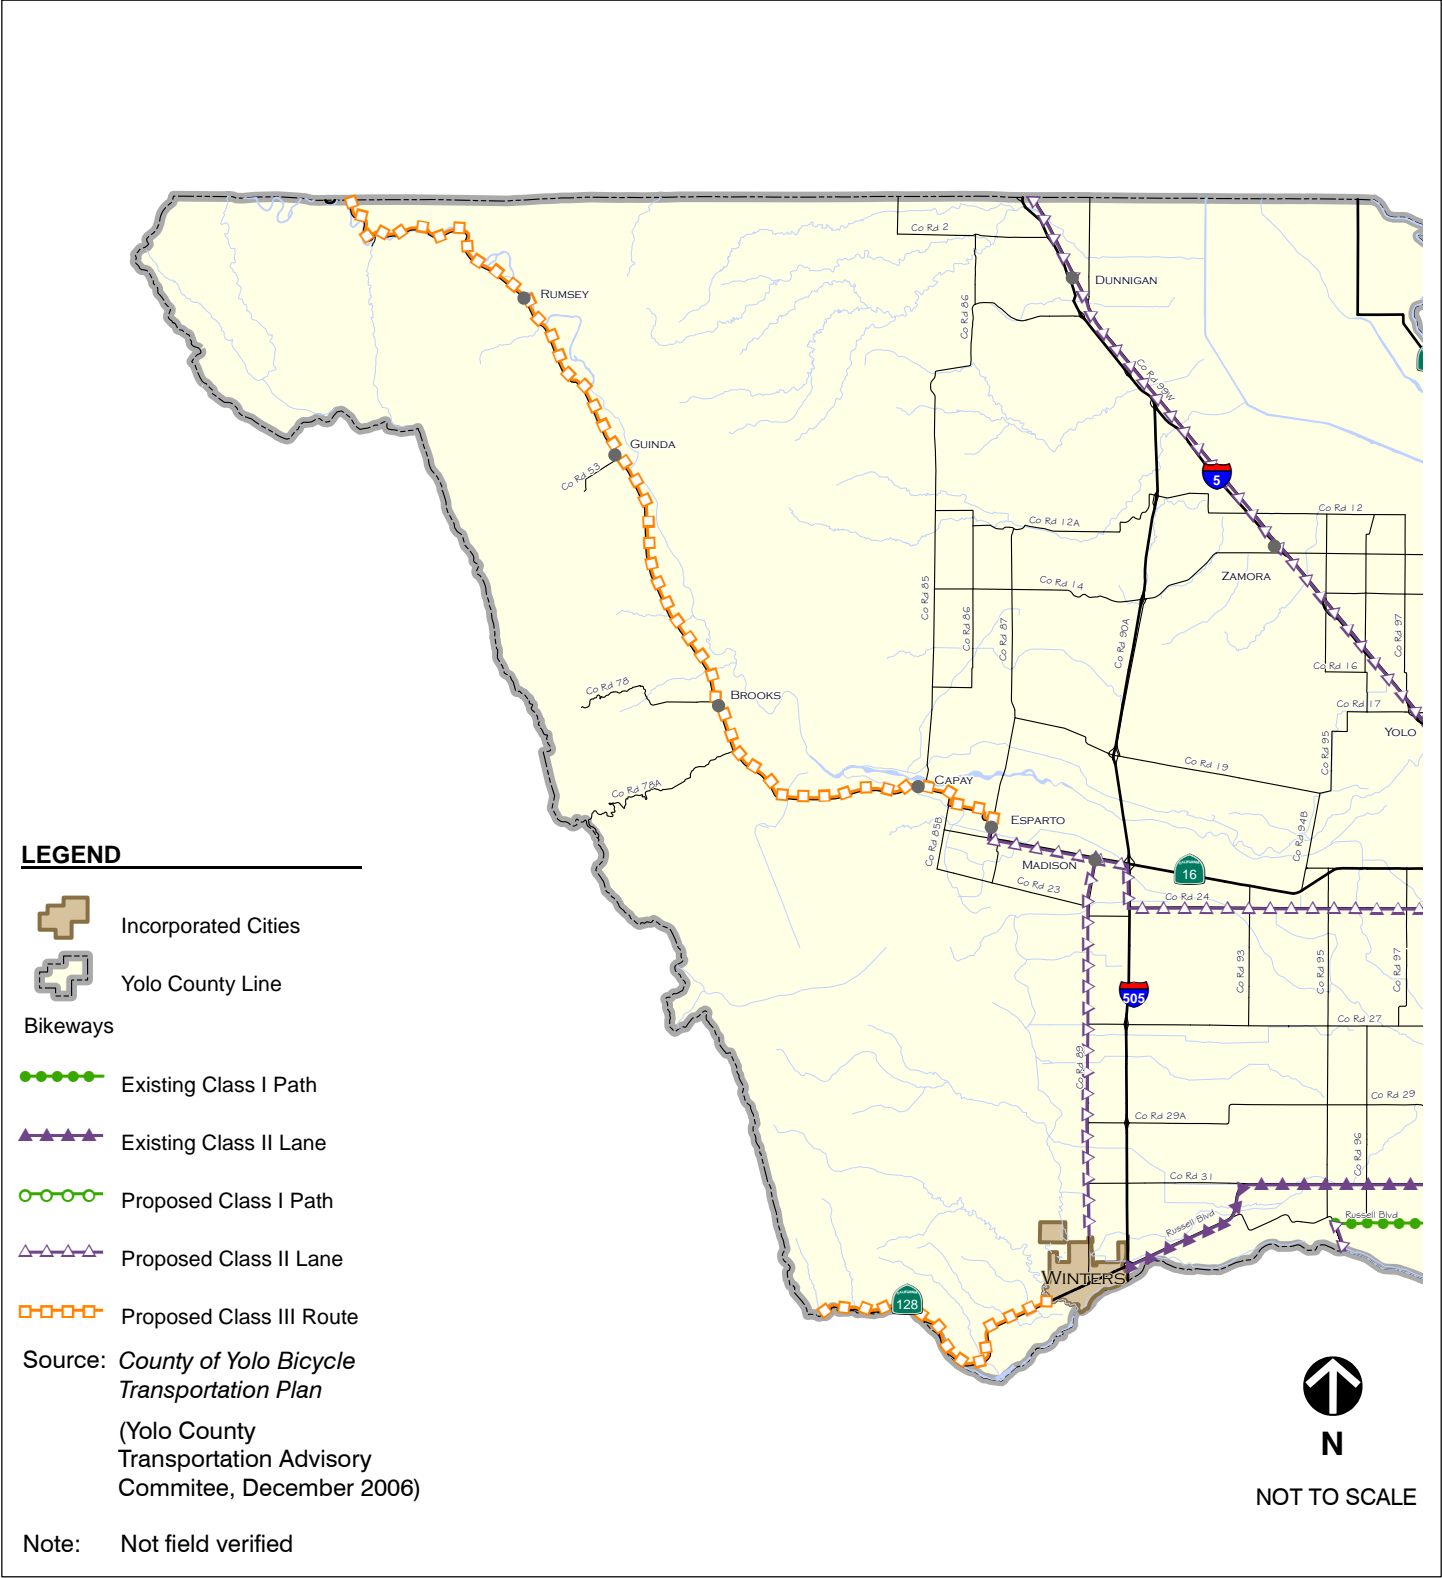 Co Rd 2
DUNNIGAN
RUMSEY
Co Rd 86
Co Rd 99W
GUINDA
Co Rd 53
5
Co Rd 12
Co Rd 12A
ZAMORA
Co Rd 14
Co Rd 85
Co Rd 86
Co Rd 87
Co Rd 90A
Co Rd 97
Co Rd 16
Co Rd 78
BROOKS
Co Rd 17
YOLO
Co Rd 95
Co Rd 19
CAPAY
Co Rd 78A
ESPARTO
Co Rd 85B
Co Rd 94B
MADISON
CALIFORNIA
16
Co Rd 23
Co Rd 24
Co Rd 93
Co Rd 95
Co Rd 97
505
Co Rd 27
Co Rd 89
Co Rd 29
Co Rd 29A
Co Rd 96
Co Rd 31
Russell Blvd
Russell Blvd
WINTERS
CALIFORNIA
128
LEGEND
Incorporated Cities
Yolo County Line
Bikeways
Existing Class I Path
Existing Class II Lane
Proposed Class I Path
Proposed Class II Lane
Proposed Class III Route
Source: County of Yolo Bicycle
Transportation Plan
(Yolo County
Transportation Advisory
Commitee, December 2006)
Note: Not field verified
N
NOT TO SCALE